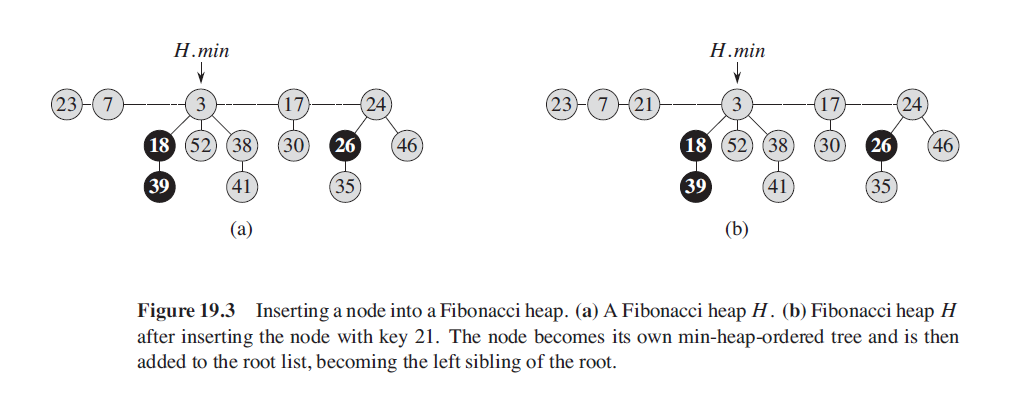 H.min H.min
23 7 3 17 24 23 7 21 3 17 24
18 52 38 30 26 46 18 52 38 30 26 46
39 41 35 39 41 35
(a) (b)
Figure 19.3 Inserting a node into a Fibonacci heap. (a) A Fibonacci heap H. (b) Fibonacci heap H
after inserting the node with key 21. The node becomes its own min-heap-ordered tree and is then
added to the root list, becoming the left sibling of the root.